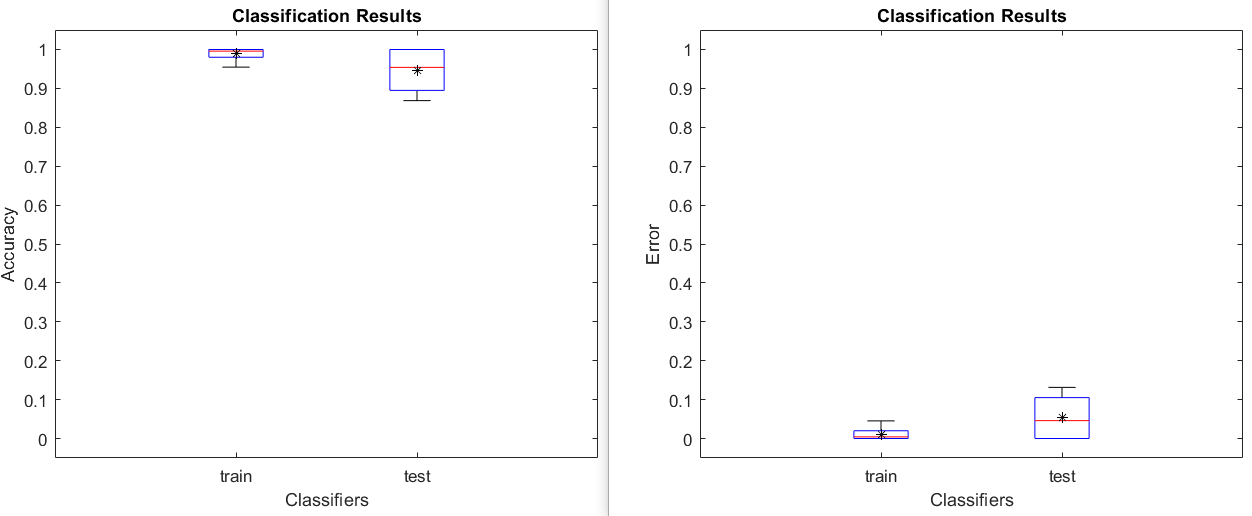 Classification Results
1
0.9
0.8
0.7
0.6
0.5
0.4
0.3
0.2
0.1
0
Accuracy
train test
Classifiers
Classification Results
1
0.9
0.8
0.7
0.6
0.5
0.4
0.3
0.2
0.1
0
Error
train test
Classifiers